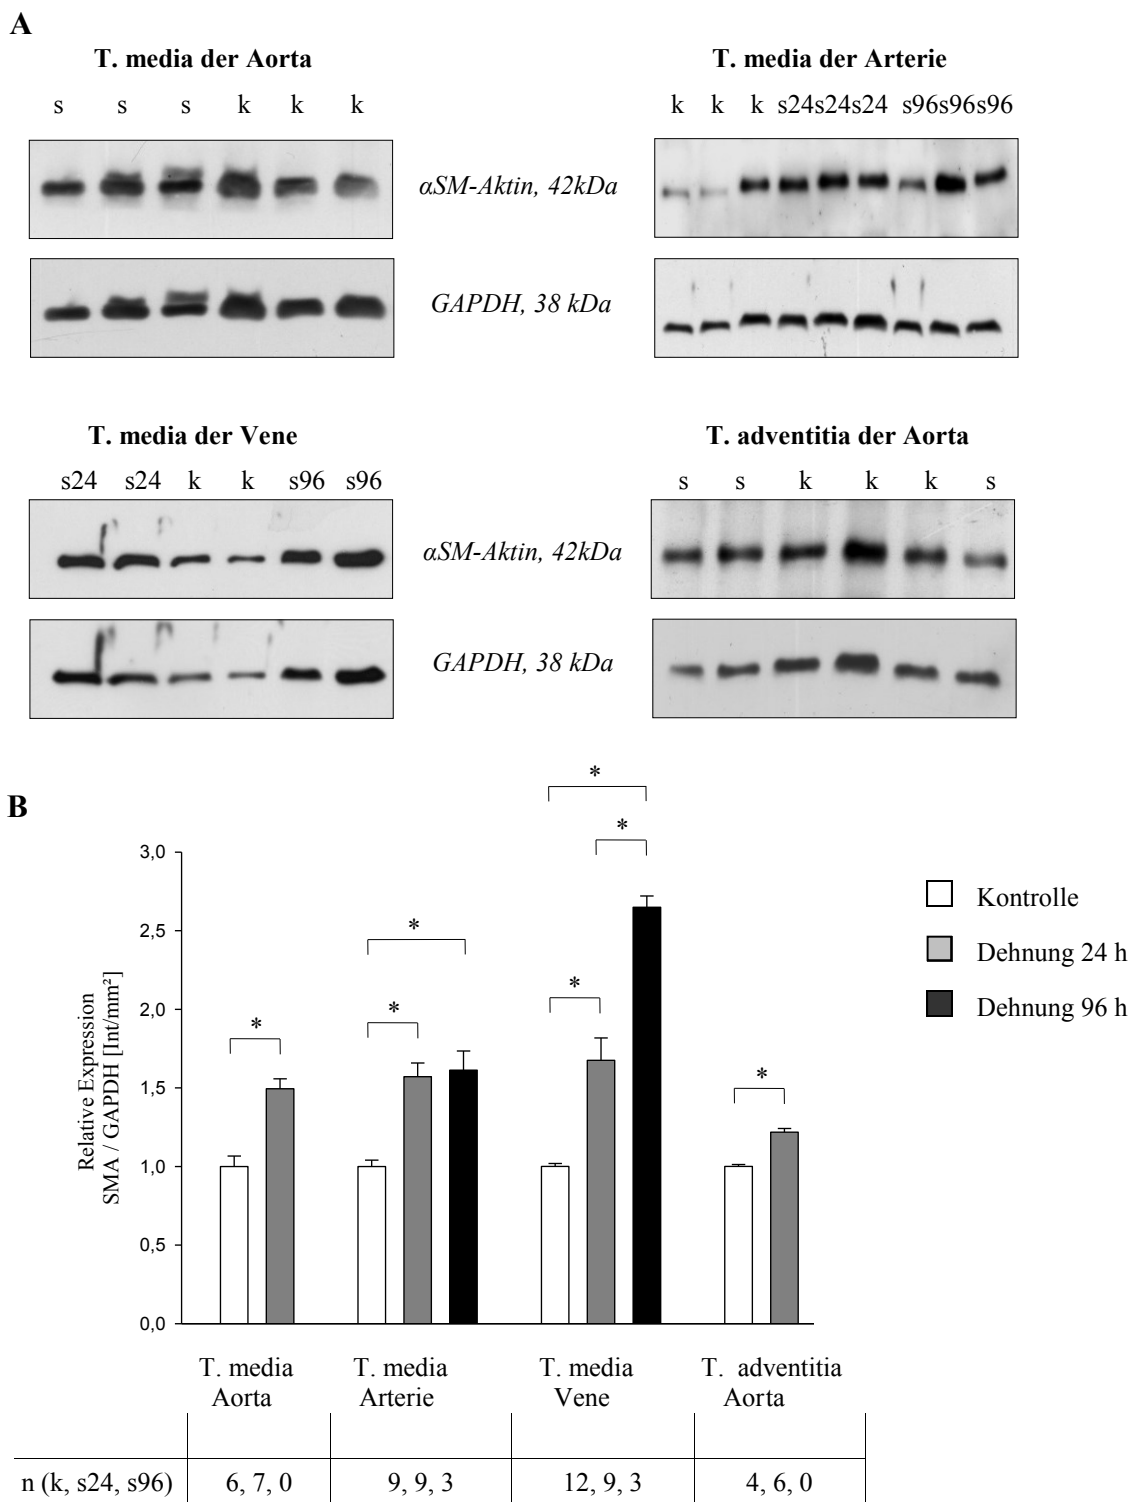 A
T. media der Aorta
s s s k k k
T. media der Arterie
k k k s24s24s24 s96s96s96
αSM-Aktin, 42kDa
GAPDH, 38 kDa
T. media der Vene
s24 s24 k k s96 s96
T. adventitia der Aorta
s s k k k s
αSM-Aktin, 42kDa
GAPDH, 38 kDa
B
Relative Expression
SMA / GAPDH [Int/mm²]
3,0
2,5
2,0
1,5
1,0
0,5
0,0
*
*
*
*
*
*
*
Kontrolle
Dehnung 24 h
Dehnung 96 h
T. media
Aorta
T. media
Arterie
T. media
Vene
T. adventitia
Aorta
n (k, s24, s96) 6, 7, 0 9, 9, 3 12, 9, 3 4, 6, 0